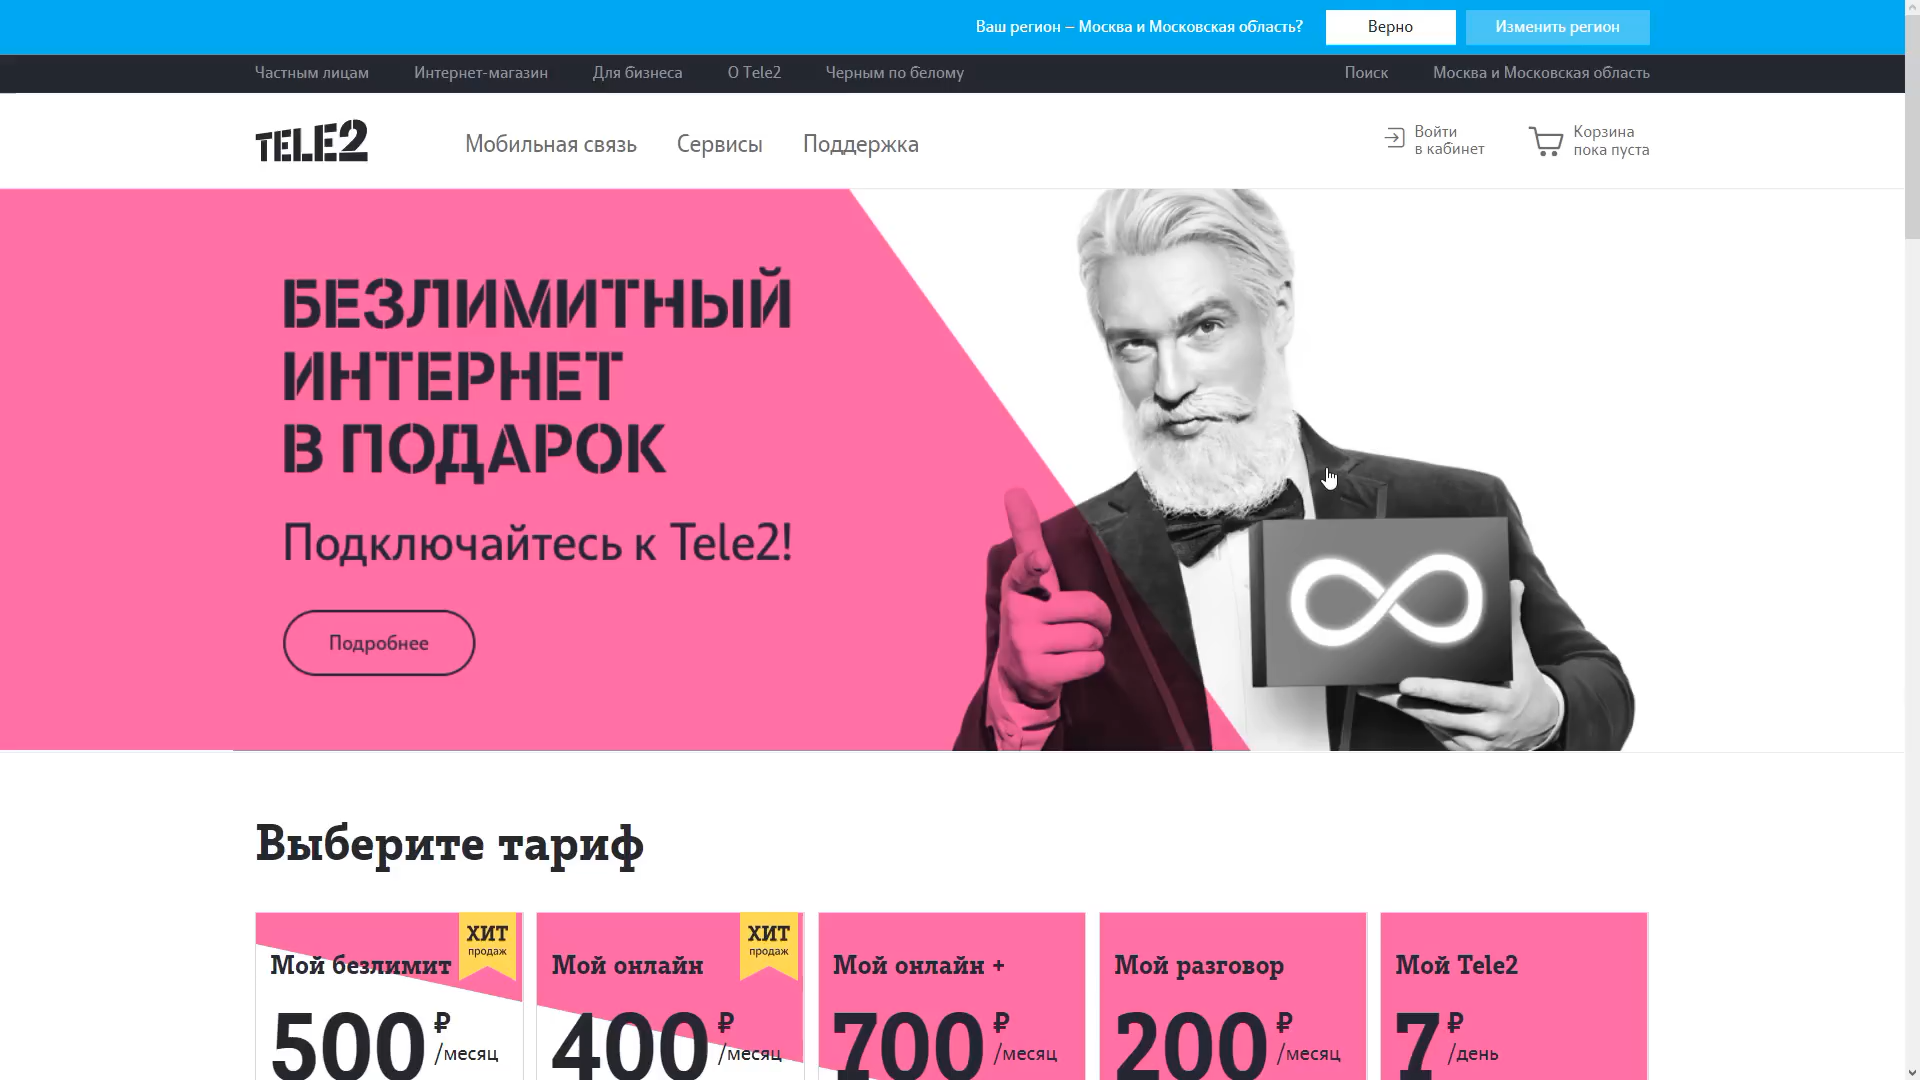 Ваш регион – Москва и Московская область?
Верно
Изменить регион
Частным лицам
Интернет-магазин
Для бизнеса
О Tele2
Черным по белому
Поиск
Москва и Московская область
TELE2
Мобильная связь
Сервисы
Поддержка
Войти
в кабинет
Корзина
пока пуста
БЕЗЛИМИТНЫЙ
ИНТЕРНЕТ
В ПОДАРОК
Подключайтесь к Tele2!
Подробнее
Выберите тариф
ХИТ
продаж
Мой безлимит
500 ₽
/месяц
ХИТ
продаж
Мой онлайн
400 ₽
/месяц
Мой онлайн +
700 ₽
/месяц
Мой разговор
200 ₽
/месяц
Мой Tele2
7 ₽
/день